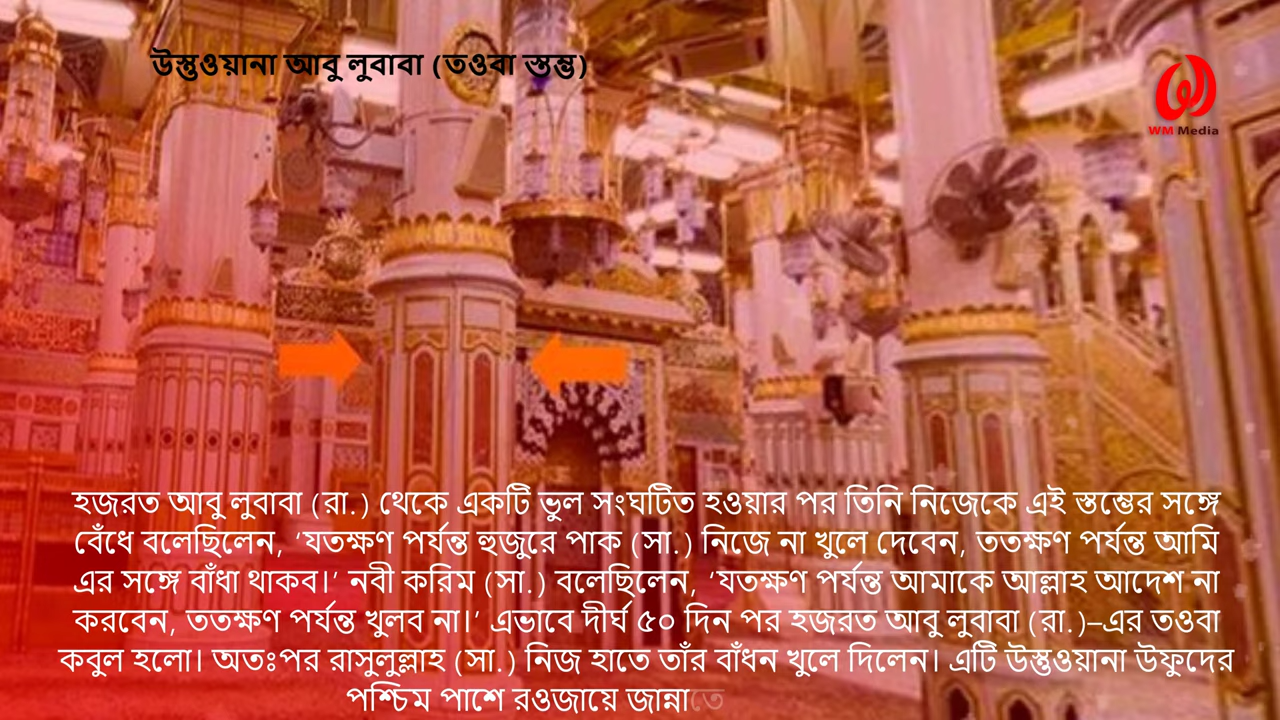 উস্তুওয়ানা আবু লুবাবা (তওবা স্তম্ভ)
WM Media
হজরত আবু লুবাবা (রা.) থেকে একটি ভুল সংঘটিত হওয়ার পর তিনি নিজেকে এই স্তম্ভের সঙ্গে
বেঁধে বলেছিলেন, ‘যতক্ষণ পর্যন্ত হুজুরে পাক (সা.) নিজে না খুলে দেবেন, ততক্ষণ পর্যন্ত আমি
এর সঙ্গে বাঁধা থাকব।’ নবী করিম (সা.) বলেছিলেন, ‘যতক্ষণ পর্যন্ত আমাকে আল্লাহ আদেশ না
করবেন, ততক্ষণ পর্যন্ত খুলব না।’ এভাবে দীর্ঘ ৫০ দিন পর হজরত আবু লুবাবা (রা.)–এর তওবা
কবুল হলো। অতঃপর রাসুলুল্লাহ (সা.) নিজ হাতে তাঁর বাঁধন খুলে দিলেন। এটি উস্তুওয়ানা উফুদের
পশ্চিম পাশে রওজায়ে জান্নাতে